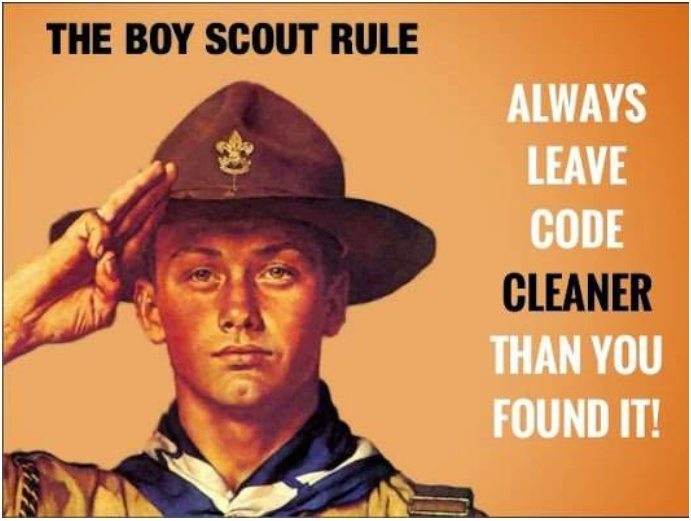 THE BOY SCOUT RULE
ALWAYS
LEAVE
CODE
CLEANER
THAN YOU
FOUND IT!